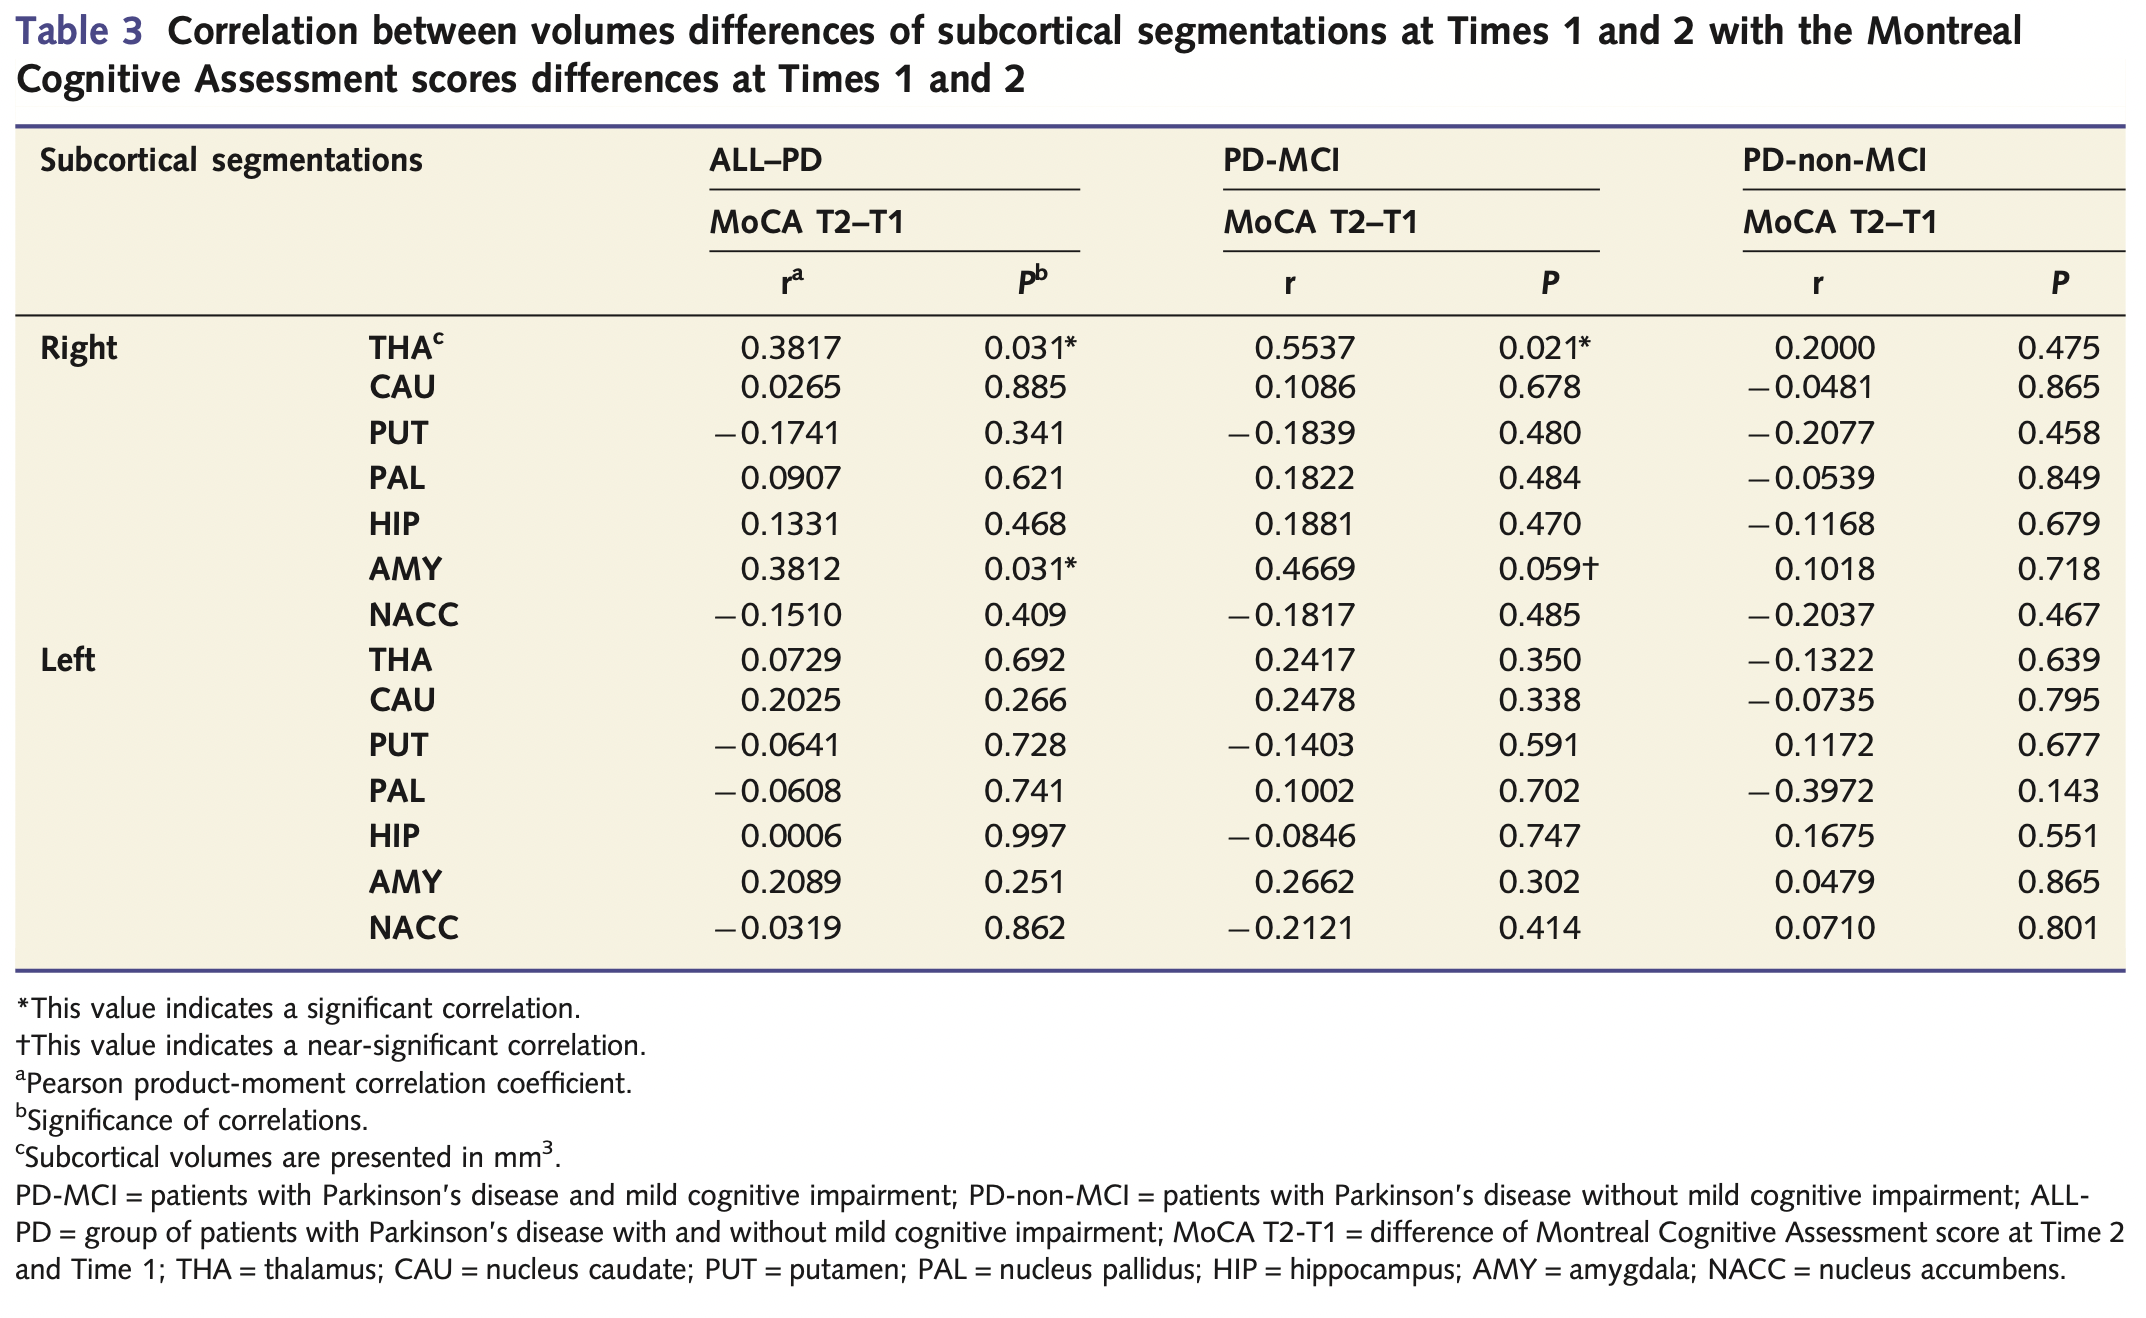 Table 3 Correlation between volumes differences of subcortical segmentations at Times 1 and 2 with the Montreal
Cognitive Assessment scores differences at Times 1 and 2
Subcortical segmentations ALL–PD PD-MCI PD-non-MCI
MoCA T2–T1 MoCA T2–T1 MoCA T2–T1
rᵃ Pᵇ r P r P
Right THAᶜ 0.3817 0.031* 0.5537 0.021* 0.2000 0.475
CAU 0.0265 0.885 0.1086 0.678 −0.0481 0.865
PUT −0.1741 0.341 −0.1839 0.480 −0.2077 0.458
PAL 0.0907 0.621 0.1822 0.484 −0.0539 0.849
HIP 0.1331 0.468 0.1881 0.470 −0.1168 0.679
AMY 0.3812 0.031* 0.4669 0.059† 0.1018 0.718
NACC −0.1510 0.409 −0.1817 0.485 −0.2037 0.467
Left THA 0.0729 0.692 0.2417 0.350 −0.1322 0.639
CAU 0.2025 0.266 0.2478 0.338 −0.0735 0.795
PUT −0.0641 0.728 −0.1403 0.591 0.1172 0.677
PAL −0.0608 0.741 0.1002 0.702 −0.3972 0.143
HIP 0.0006 0.997 −0.0846 0.747 0.1675 0.551
AMY 0.2089 0.251 0.2662 0.302 0.0479 0.865
NACC −0.0319 0.862 −0.2121 0.414 0.0710 0.801
*This value indicates a significant correlation.
†This value indicates a near-significant correlation.
ᵃPearson product-moment correlation coefficient.
ᵇSignificance of correlations.
ᶜSubcortical volumes are presented in mm³.
PD-MCI = patients with Parkinson's disease and mild cognitive impairment; PD-non-MCI = patients with Parkinson's disease without mild cognitive impairment; ALL-
PD = group of patients with Parkinson's disease with and without mild cognitive impairment; MoCA T2-T1 = difference of Montreal Cognitive Assessment score at Time 2
and Time 1; THA = thalamus; CAU = nucleus caudate; PUT = putamen; PAL = nucleus pallidus; HIP = hippocampus; AMY = amygdala; NACC = nucleus accumbens.